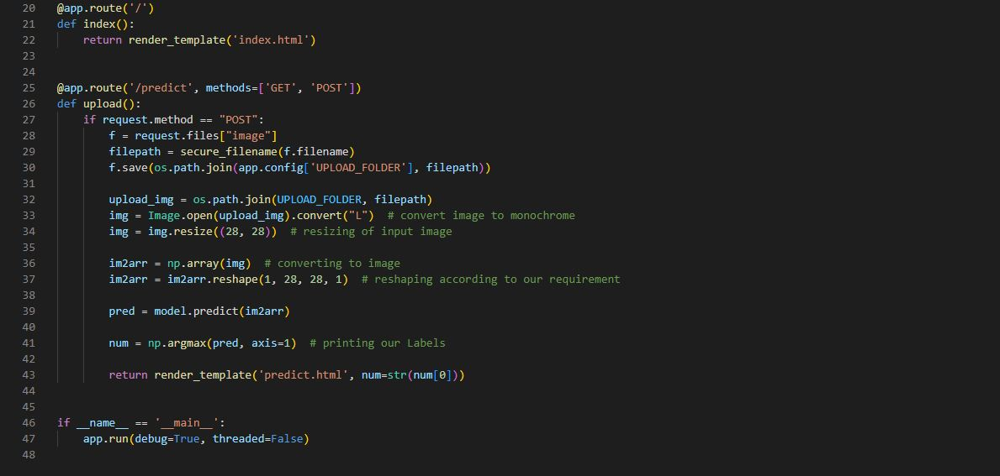 20 @app.route('/')
21 def index():
22     return render_template('index.html')
23
24
25 @app.route('/predict', methods=['GET', 'POST'])
26 def upload():
27     if request.method == "POST":
28         f = request.files["image"]
29         filepath = secure_filename(f.filename)
30         f.save(os.path.join(app.config['UPLOAD_FOLDER'], filepath))
31
32         upload_img = os.path.join(UPLOAD_FOLDER, filepath)
33         img = Image.open(upload_img).convert("L")  # convert image to monochrome
34         img = img.resize((28, 28))  # resizing of input image
35
36         im2arr = np.array(img)  # converting to image
37         im2arr = im2arr.reshape(1, 28, 28, 1)  # reshaping according to our requirement
38
39         pred = model.predict(im2arr)
40
41         num = np.argmax(pred, axis=1)  # printing our Labels
42
43         return render_template('predict.html', num=str(num[0]))
44
45
46 if __name__ == '__main__':
47     app.run(debug=True, threaded=False)
48